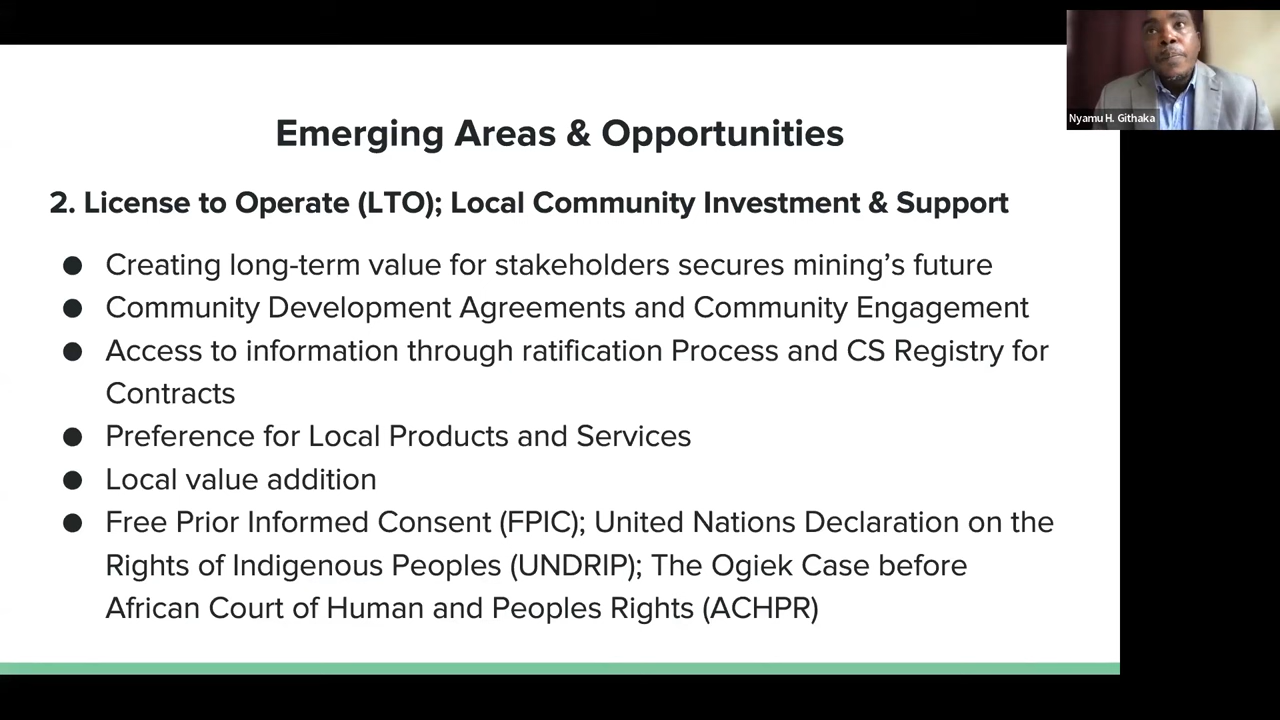 Emerging Areas & Opportunities
2. License to Operate (LTO); Local Community Investment & Support
● Creating long-term value for stakeholders secures mining’s future
● Community Development Agreements and Community Engagement
● Access to information through ratification Process and CS Registry for
Contracts
● Preference for Local Products and Services
● Local value addition
● Free Prior Informed Consent (FPIC); United Nations Declaration on the
Rights of Indigenous Peoples (UNDRIP); The Ogiek Case before
African Court of Human and Peoples Rights (ACHPR)
Nyamu H. Githaka